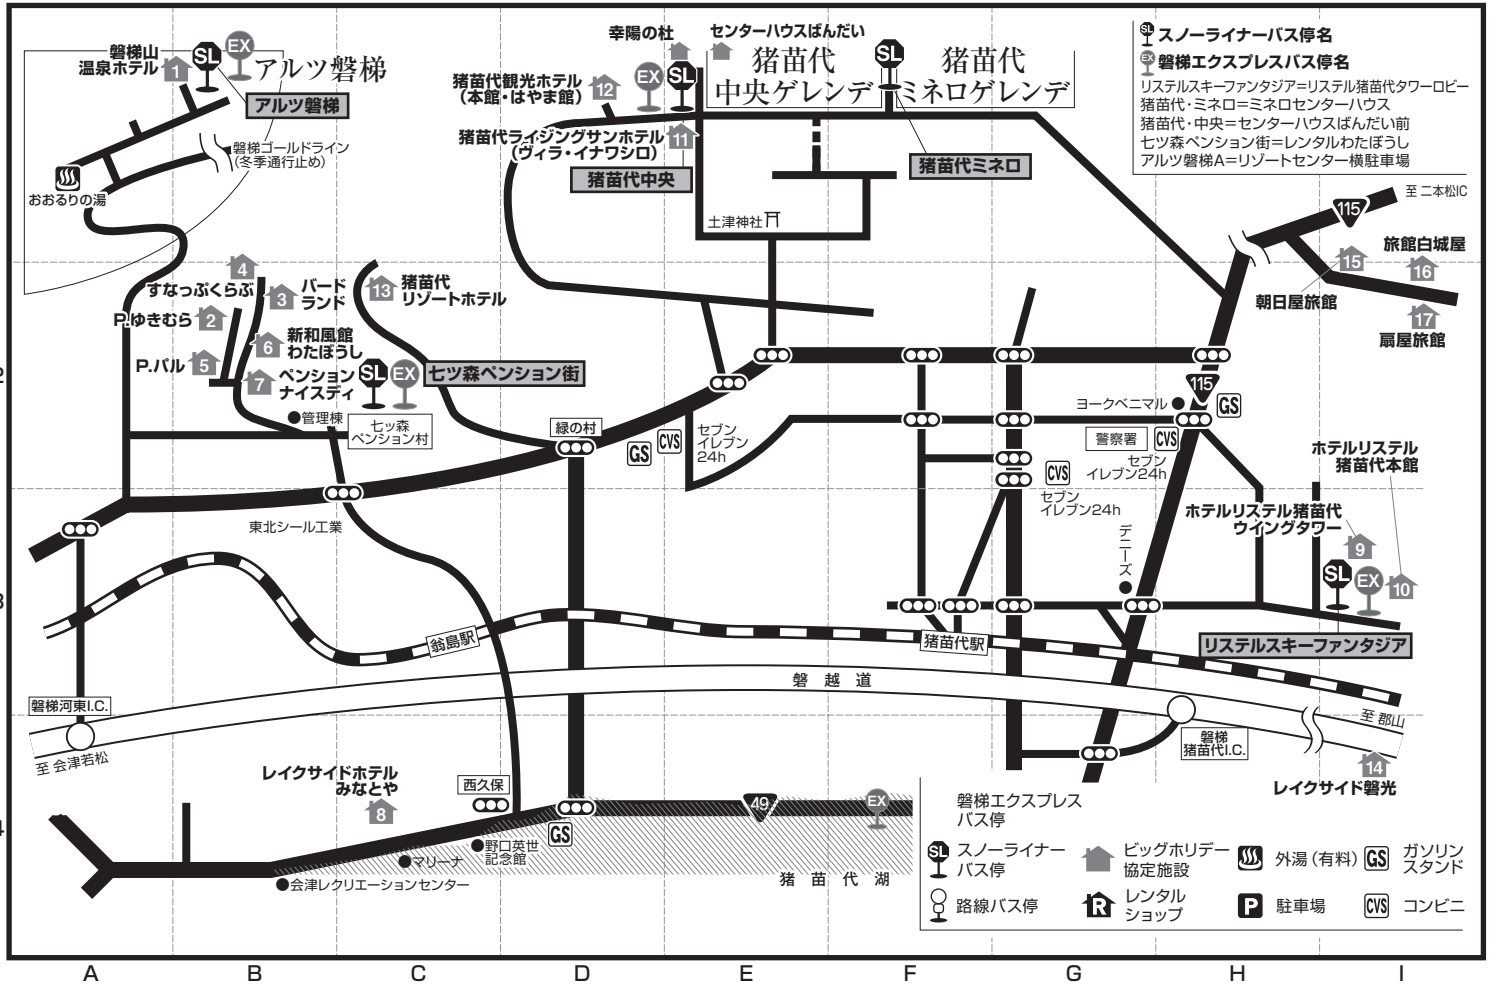 磐梯山
温泉ホテル
1
SL
EX
アルツ磐梯
アルツ磐梯
磐梯ゴールドライン
(冬季通行止め)
おおるりの湯
幸陽の杜
センターハウスばんだい
猪苗代観光ホテル
(本館・はやま館)
12
EX
SL
猪苗代
中央ゲレンデ
SL
猪苗代
ミネロゲレンデ
猪苗代ライジングサンホテル
(ヴィラ・イナワシロ)
11
猪苗代中央
猪苗代ミネロ
土津神社
SL スノーライナーバス停名
EX 磐梯エクスプレスバス停名
リステルスキーファンタジア=リステル猪苗代タワーロビー
猪苗代・ミネロ=ミネロセンターハウス
猪苗代・中央=センターハウスばんだい前
七ツ森ペンション街=レンタルわたぼうし
アルツ磐梯A=リゾートセンター横駐車場
至 二本松IC
115
旅館白城屋
15
16
朝日屋旅館
17
扇屋旅館
4
すなっぷくらぶ
3
バード
ランド
P.ゆきむら
2
6
新和風館
わたぼうし
P.パル
5
7
ペンション
ナイスデイ
13
猪苗代
リゾートホテル
SL
EX
七ツ森ペンション街
管理棟
七ッ森
ペンション村
緑の村
GS
CVS
セブン
イレブン
24h
115
ヨークベニマル
GS
警察署
CVS
セブン
イレブン24h
CVS
セブン
イレブン24h
ホテルリステル
猪苗代本館
ホテルリステル猪苗代
ウイングタワー
9
SL
EX
10
リステルスキーファンタジア
デニーズ
東北シール工業
翁島駅
猪苗代駅
磐越道
磐梯河東I.C.
至 会津若松
磐梯
猪苗代I.C.
至 郡山
14
レイクサイド磐光
レイクサイドホテル
みなとや
8
西久保
49
EX
GS
野口英世
記念館
マリーナ
会津レクリエーションセンター
猪苗代湖
磐梯エクスプレス
バス停
SL
スノーライナー
バス停
ビッグホリデー
協定施設
外湯(有料)
GS
ガソリン
スタンド
路線バス停
R
レンタル
ショップ
P
駐車場
CVS
コンビニ
A B C D E F G H I